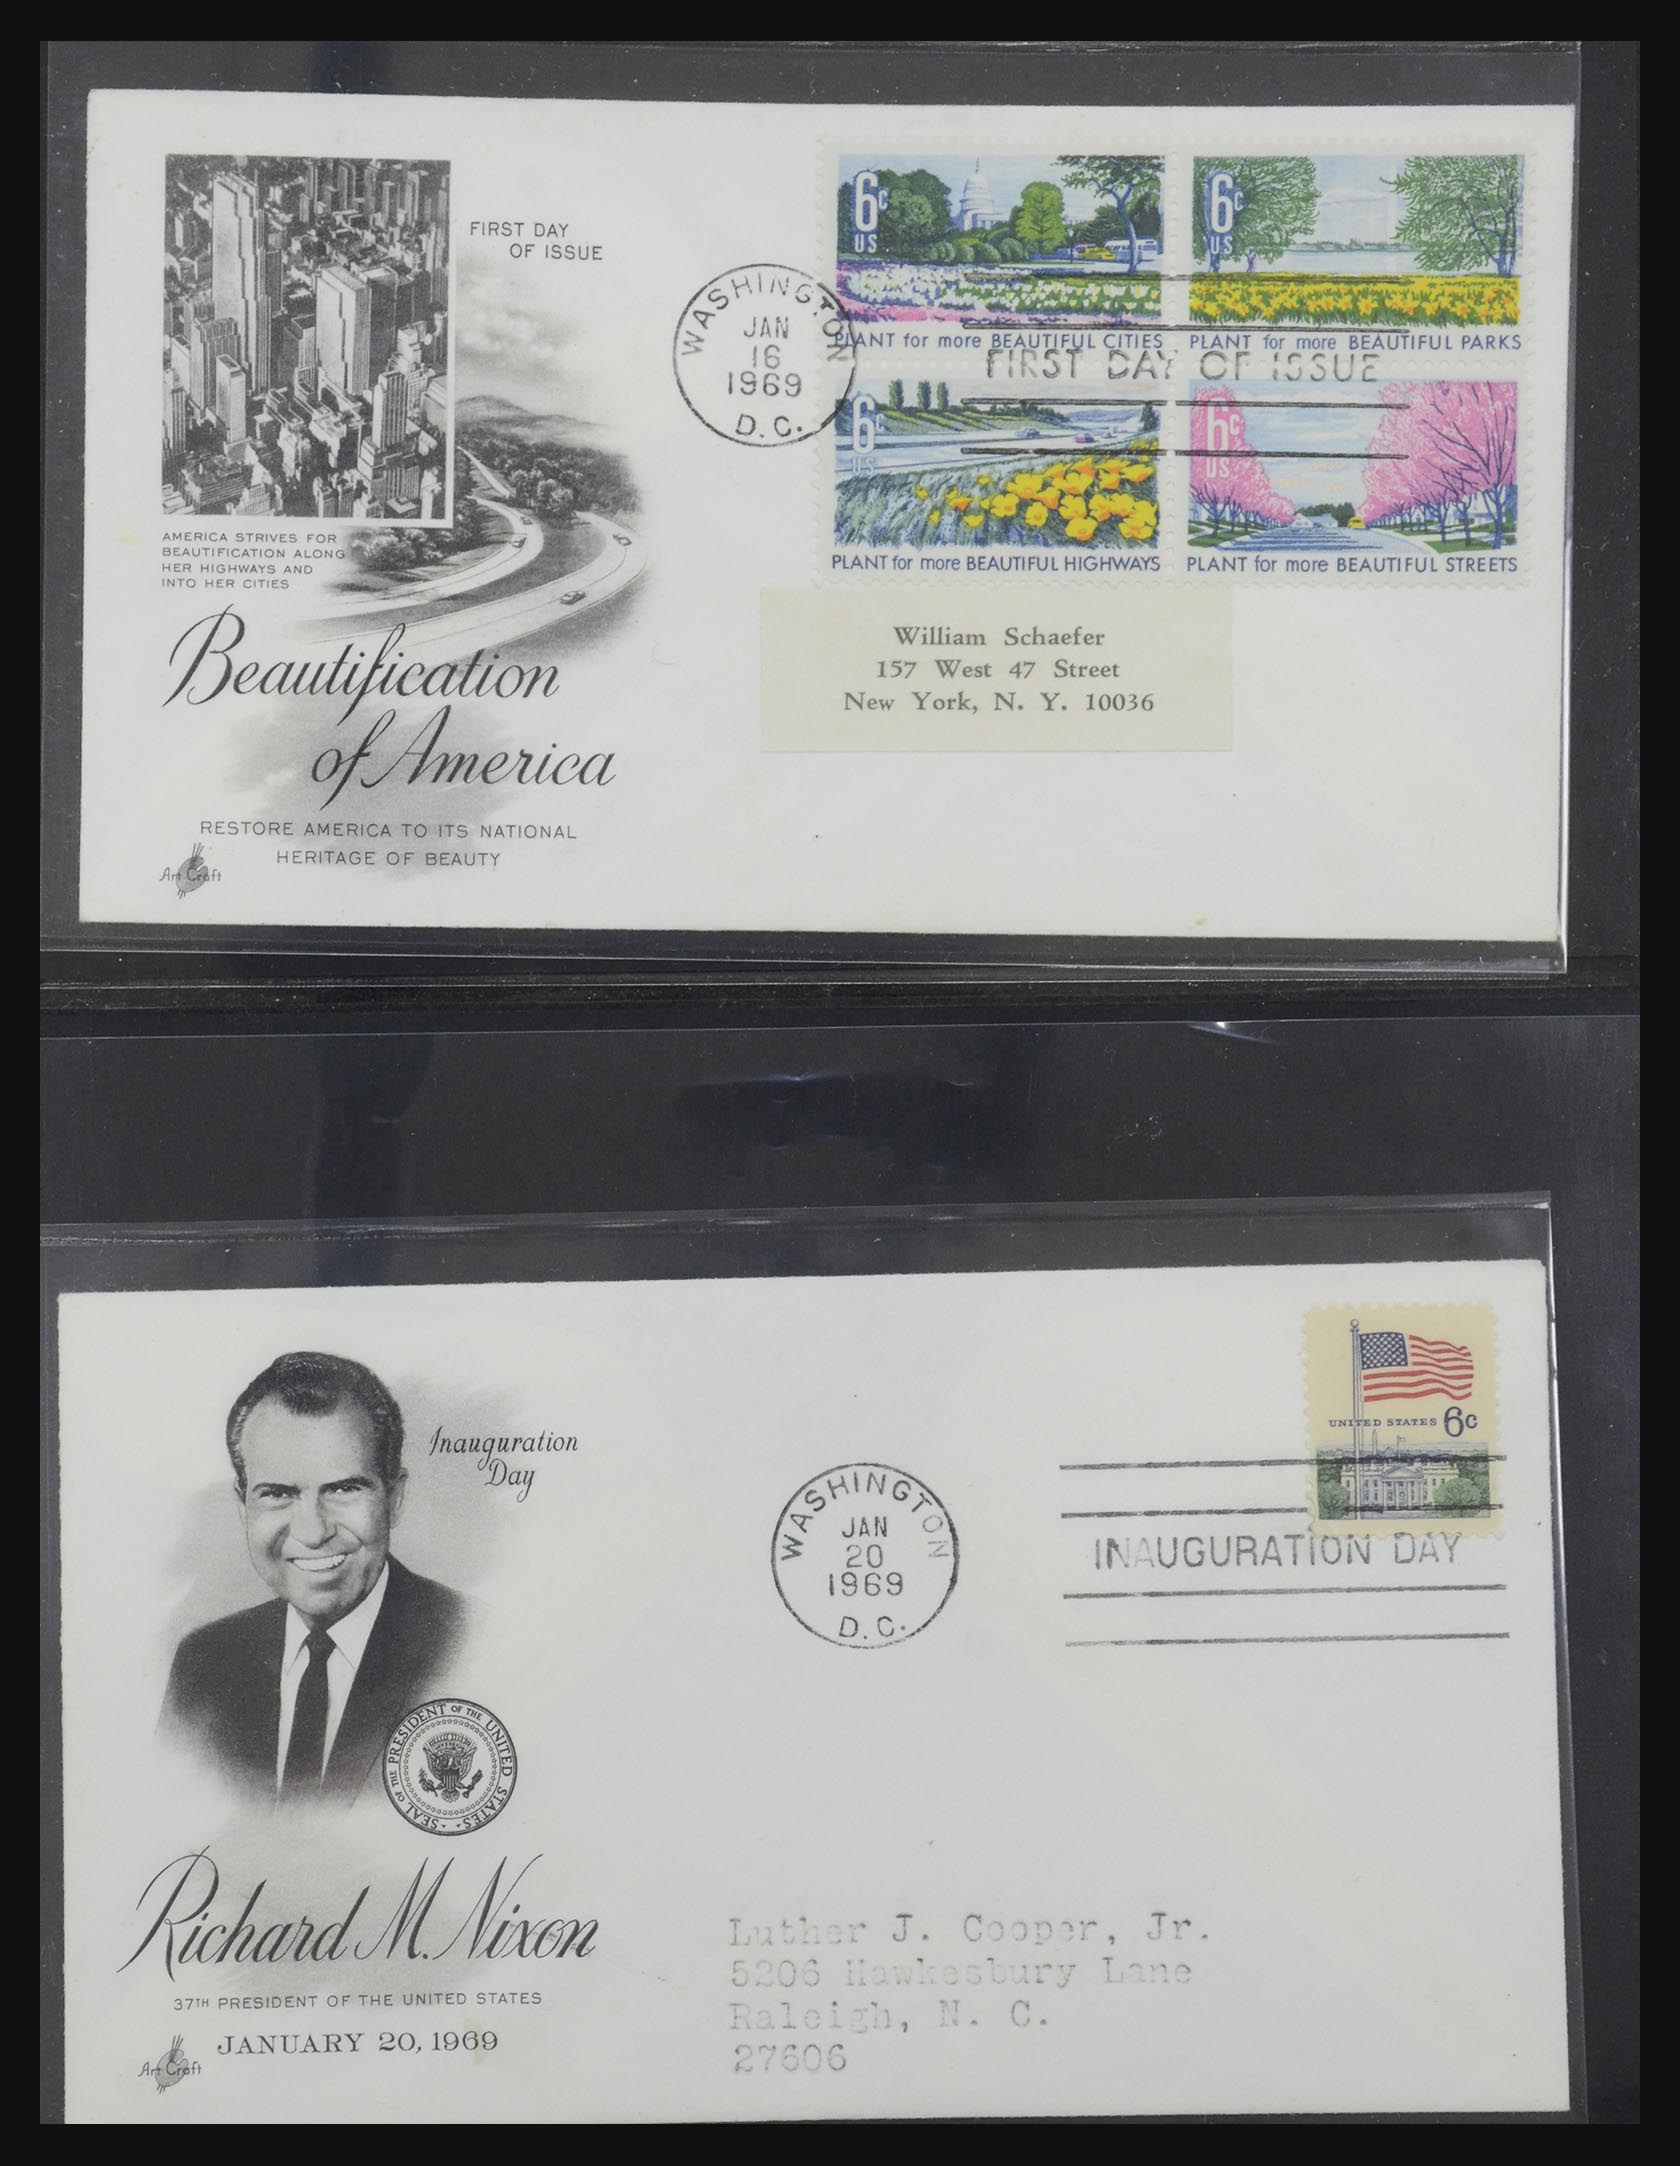 FIRST DAY
OF ISSUE
AMERICA STRIVES FOR
BEAUTIFICATION ALONG
HER HIGHWAYS AND
INTO HER CITIES
Beautification
of America
RESTORE AMERICA TO ITS NATIONAL
HERITAGE OF BEAUTY
Art Craft
WASHINGTON
JAN
16
1969
D.C.
6c
US
PLANT for more BEAUTIFUL CITIES
6c
US
PLANT for more BEAUTIFUL PARKS
FIRST DAY OF ISSUE
6c
US
PLANT for more BEAUTIFUL HIGHWAYS
6c
US
PLANT for more BEAUTIFUL STREETS
William Schaefer
157 West 47 Street
New York, N. Y. 10036
Inauguration
Day
SEAL OF THE PRESIDENT OF THE UNITED STATES
Richard M. Nixon
37TH PRESIDENT OF THE UNITED STATES
JANUARY 20, 1969
Art Craft
WASHINGTON
JAN
20
1969
D.C.
UNITED STATES 6c
INAUGURATION DAY
Luther J. Cooper, Jr.
5206 Hawkesbury Lane
Raleigh, N. C.
27606